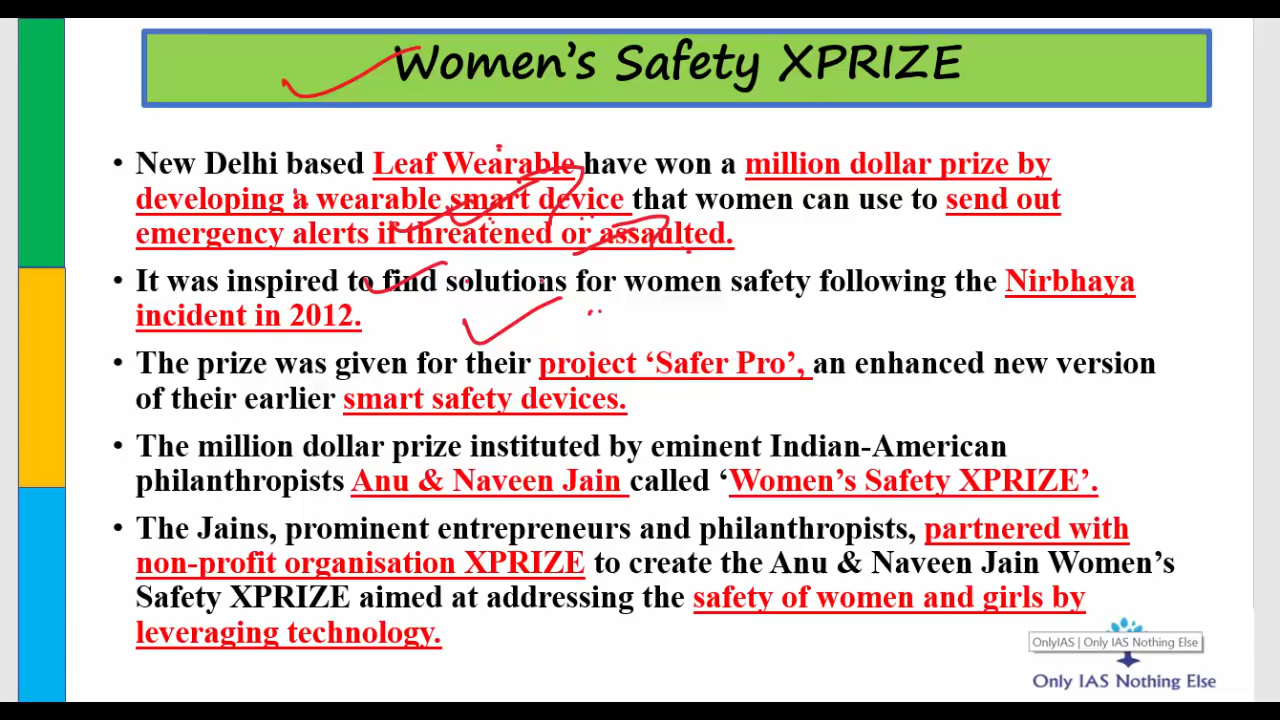 Women's Safety XPRIZE
• New Delhi based Leaf Wearable have won a million dollar prize by
developing a wearable smart device that women can use to send out
emergency alerts if threatened or assaulted.
• It was inspired to find solutions for women safety following the Nirbhaya
incident in 2012.
• The prize was given for their project ‘Safer Pro’, an enhanced new version
of their earlier smart safety devices.
• The million dollar prize instituted by eminent Indian-American
philanthropists Anu & Naveen Jain called ‘Women’s Safety XPRIZE’.
• The Jains, prominent entrepreneurs and philanthropists, partnered with
non-profit organisation XPRIZE to create the Anu & Naveen Jain Women’s
Safety XPRIZE aimed at addressing the safety of women and girls by
leveraging technology.
OnlyIAS | Only IAS Nothing Else
Only IAS Nothing Else